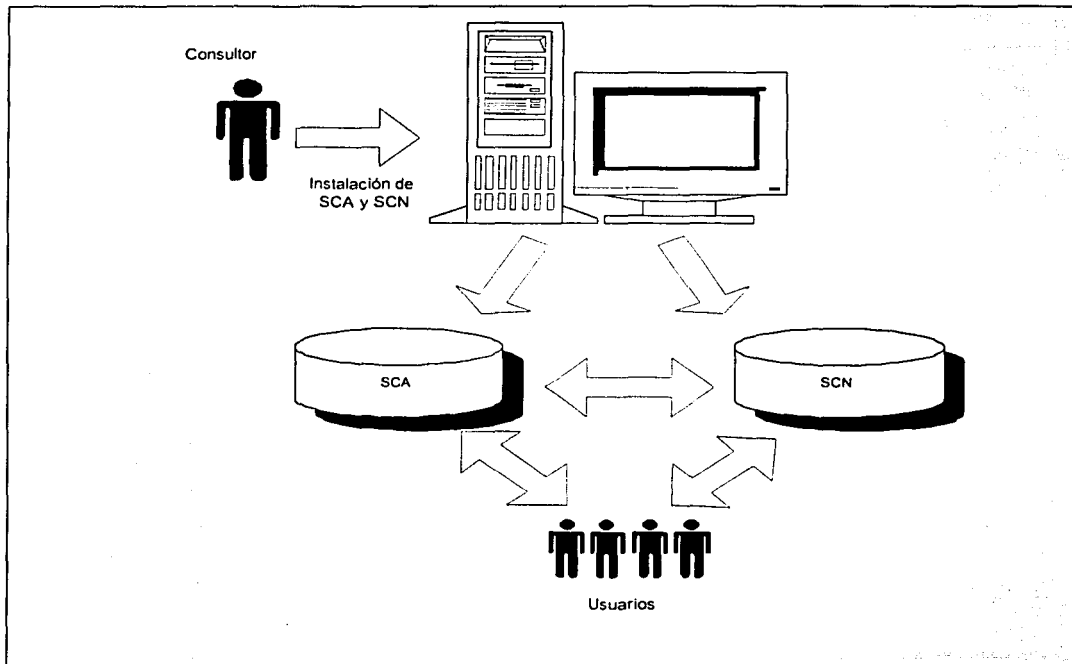 Consultor
Instalación de
SCA y SCN
SCA
SCN
Usuarios